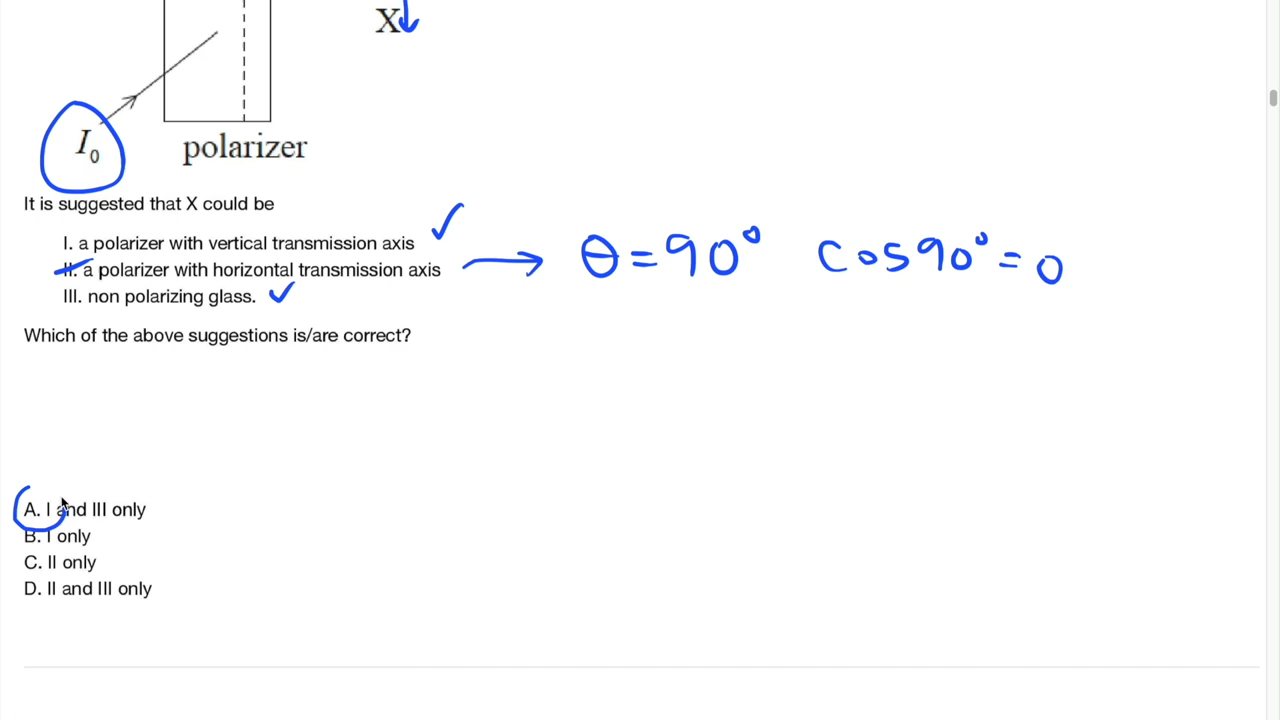 X↓
I₀
polarizer
It is suggested that X could be
I. a polarizer with vertical transmission axis ✓
II. a polarizer with horizontal transmission axis → θ = 90° cos 90° = 0
III. non polarizing glass. ✓
Which of the above suggestions is/are correct?
A. I and III only
B. I only
C. II only
D. II and III only